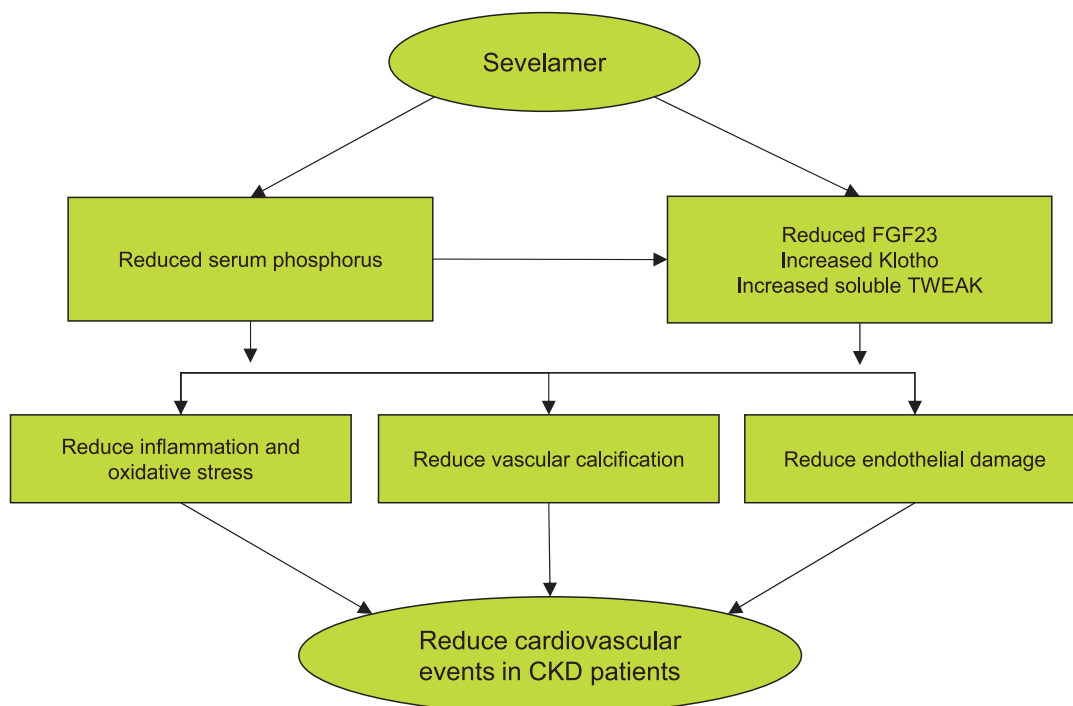 Sevelamer
Reduced serum phosphorus
Reduced FGF23
Increased Klotho
Increased soluble TWEAK
Reduce inflammation and
oxidative stress
Reduce vascular calcification
Reduce endothelial damage
Reduce cardiovascular
events in CKD patients